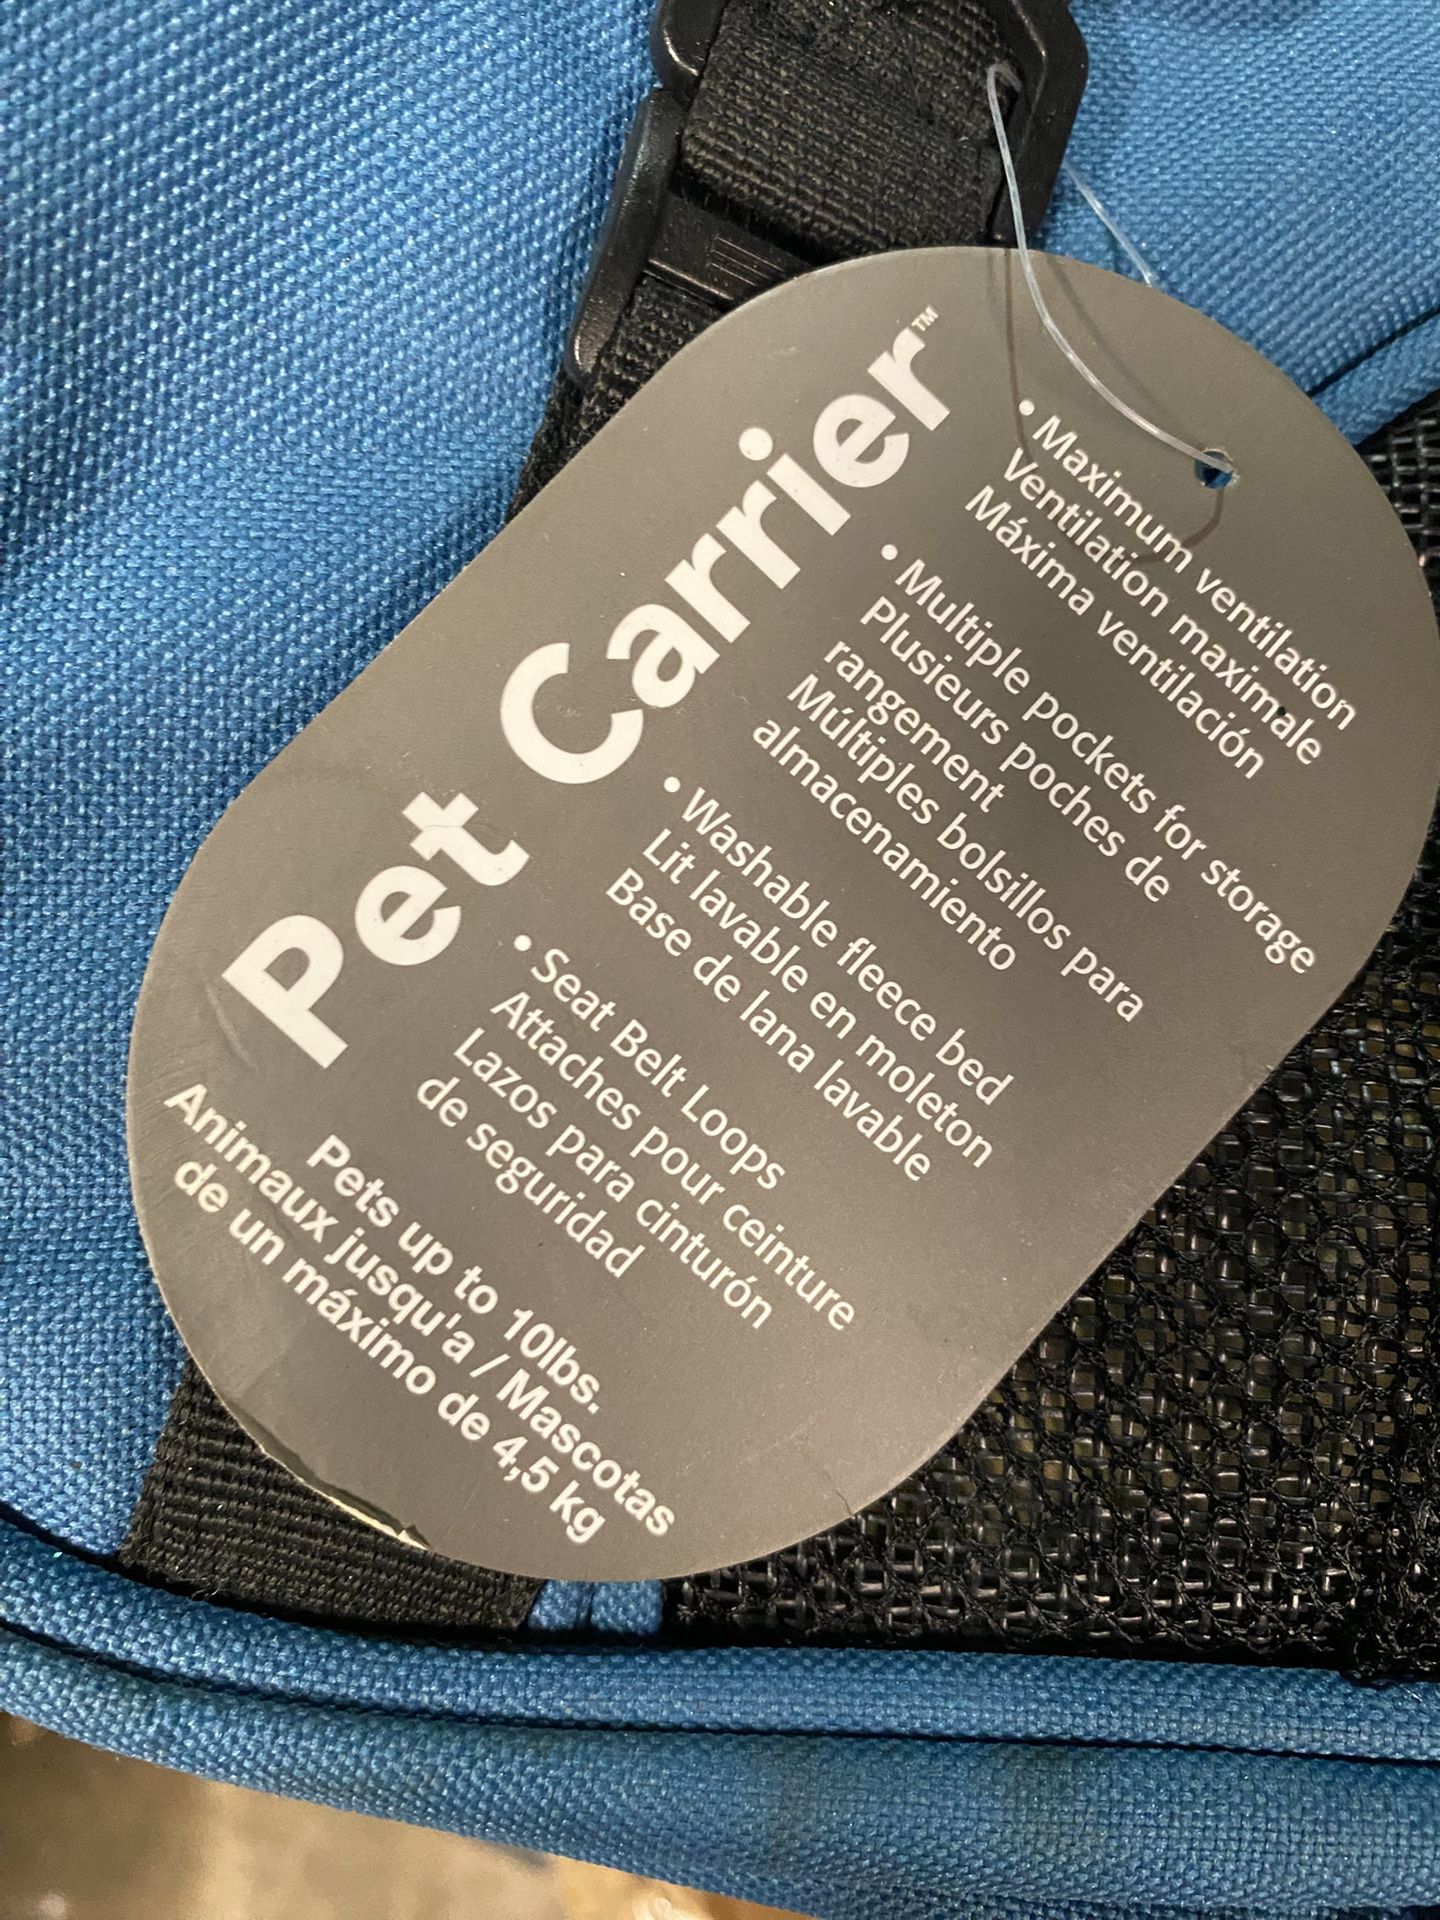 Pet Carrier™
• Maximum ventilation
Ventilation maximale
Máxima ventilación
• Multiple pockets for storage
Plusieurs poches de
rangement
Múltiples bolsillos para
almacenamiento
• Washable fleece bed
Lit lavable en moleton
Base de lana lavable
• Seat Belt Loops
Attaches pour ceinture
Lazos para cinturón
de seguridad
Pets up to 10lbs.
Animaux jusqu'a / Mascotas
de un máximo de 4,5 kg